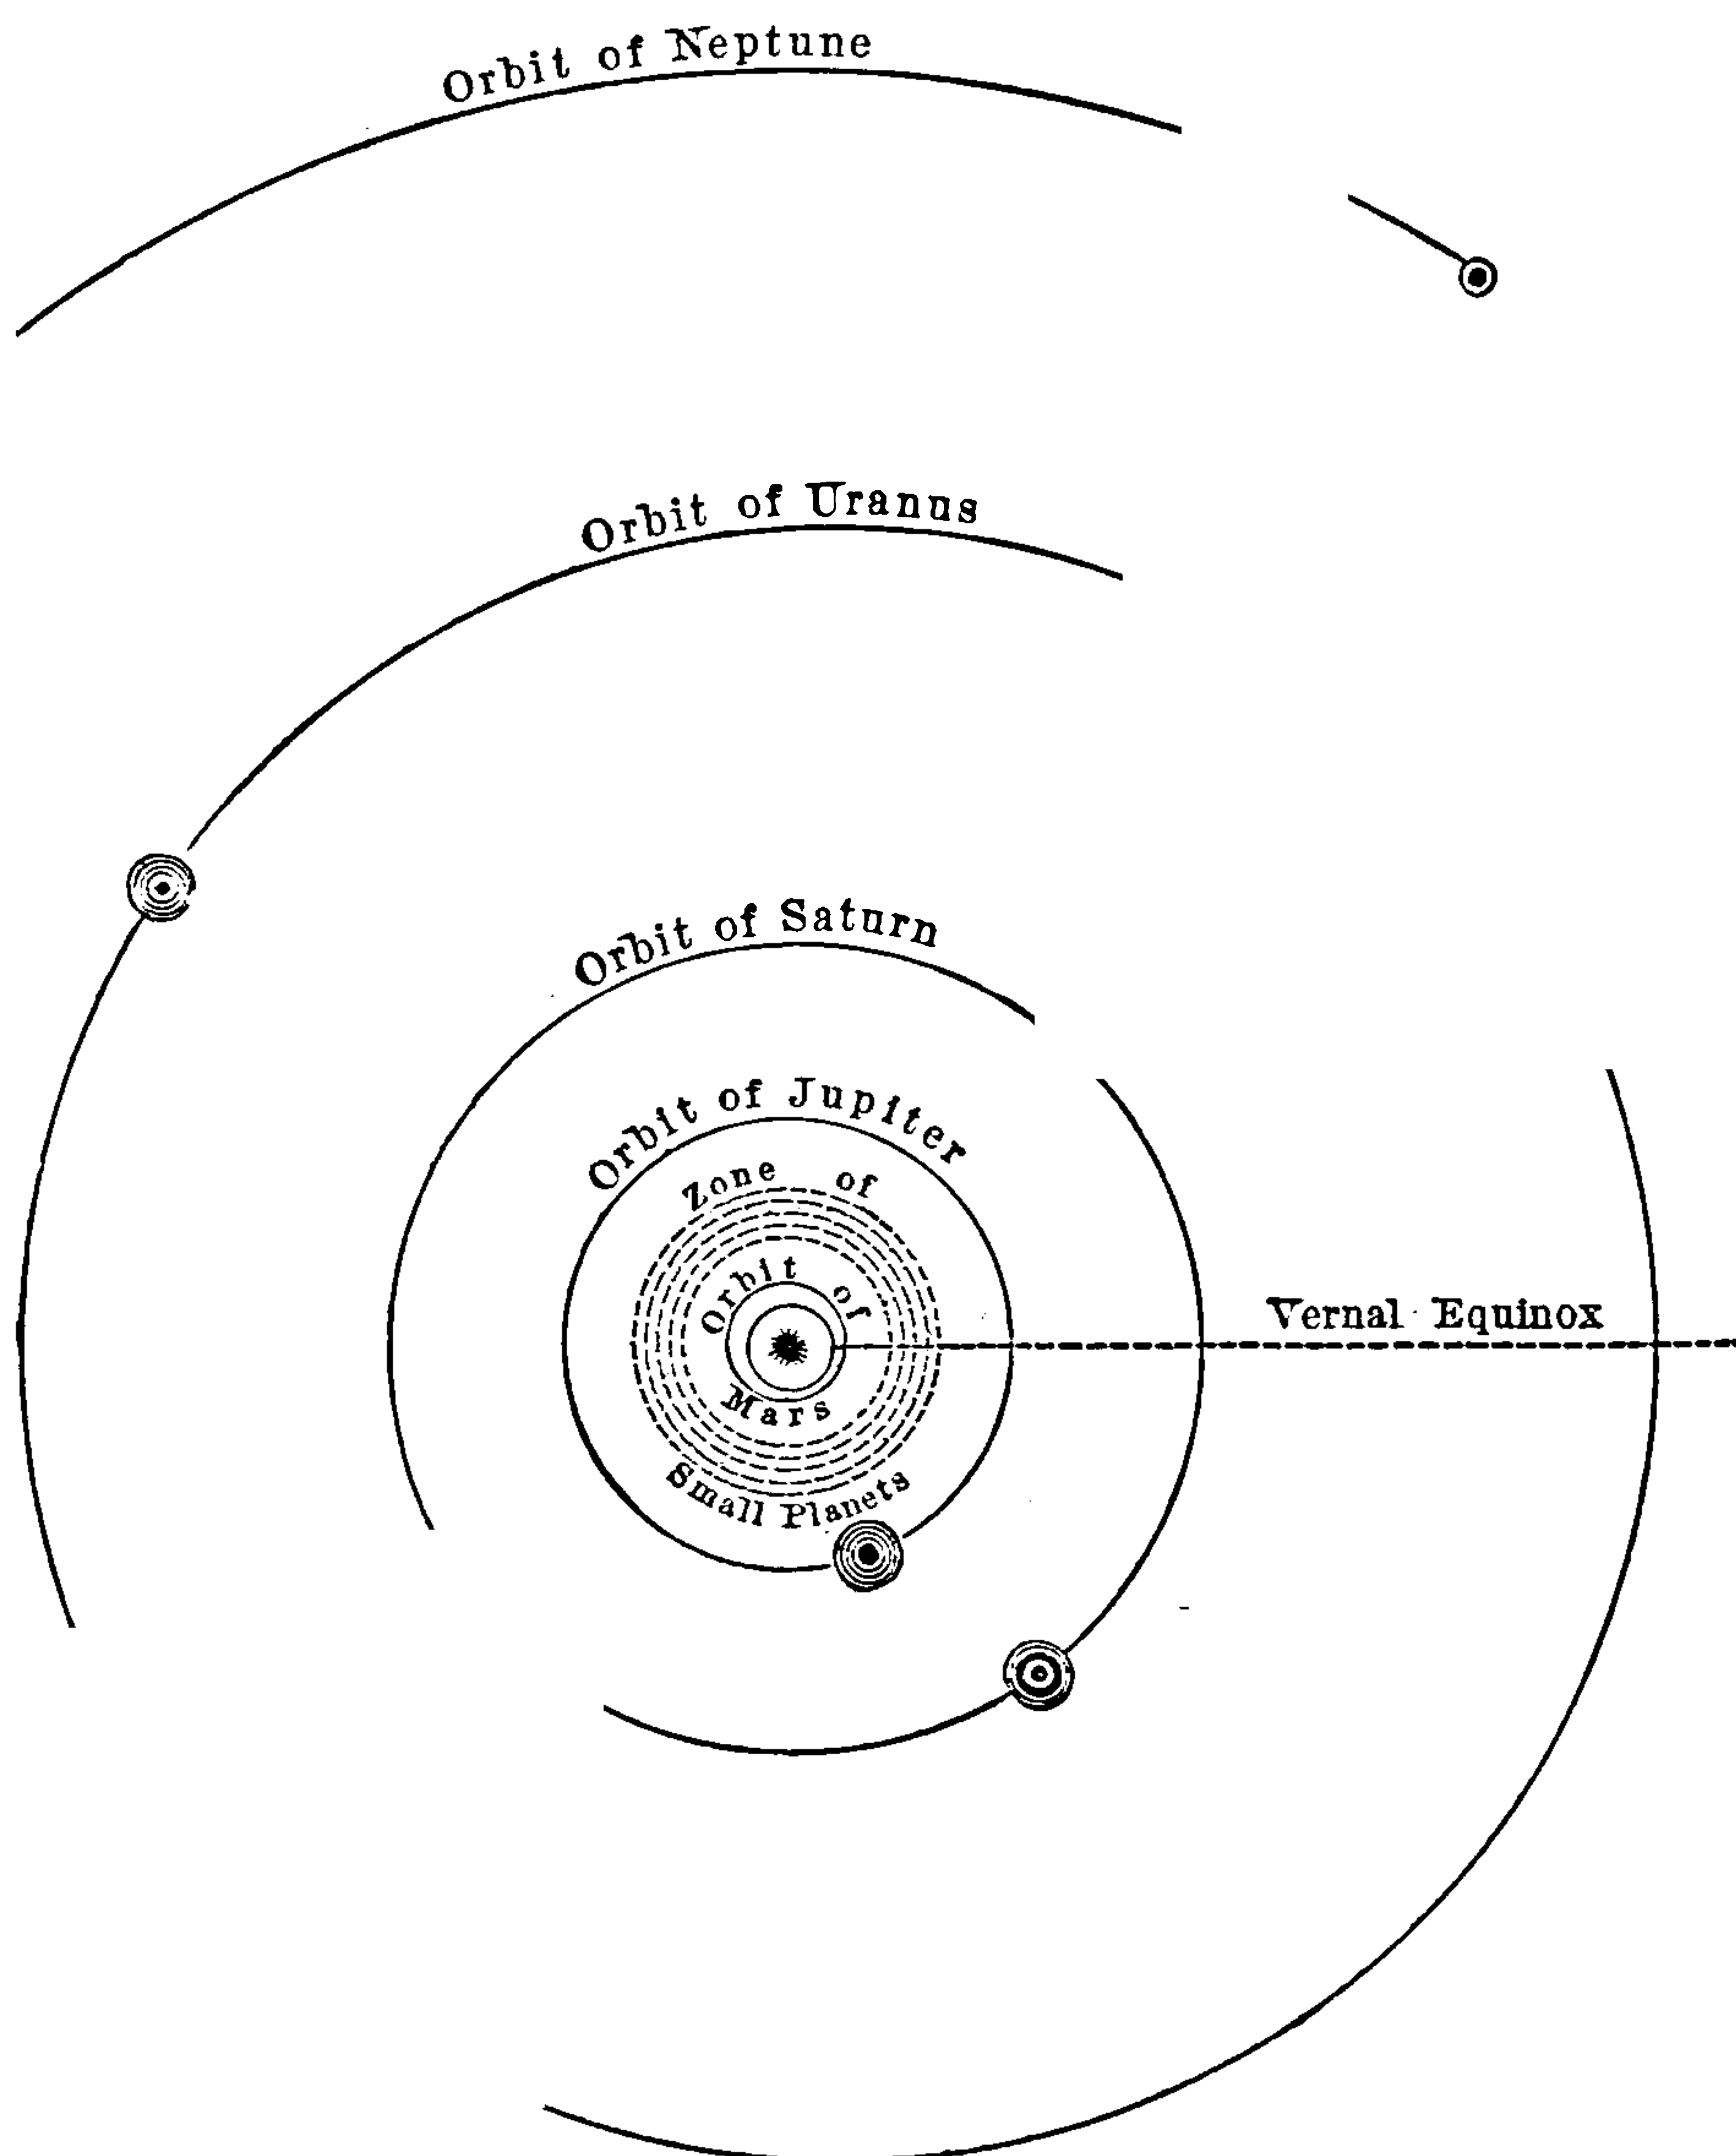 Orbit of Neptune
Orbit of Uranus
Orbit of Saturn
Orbit of Jupiter
Zone of
Orbit of
Vernal Equinox
Mars
Small Planets